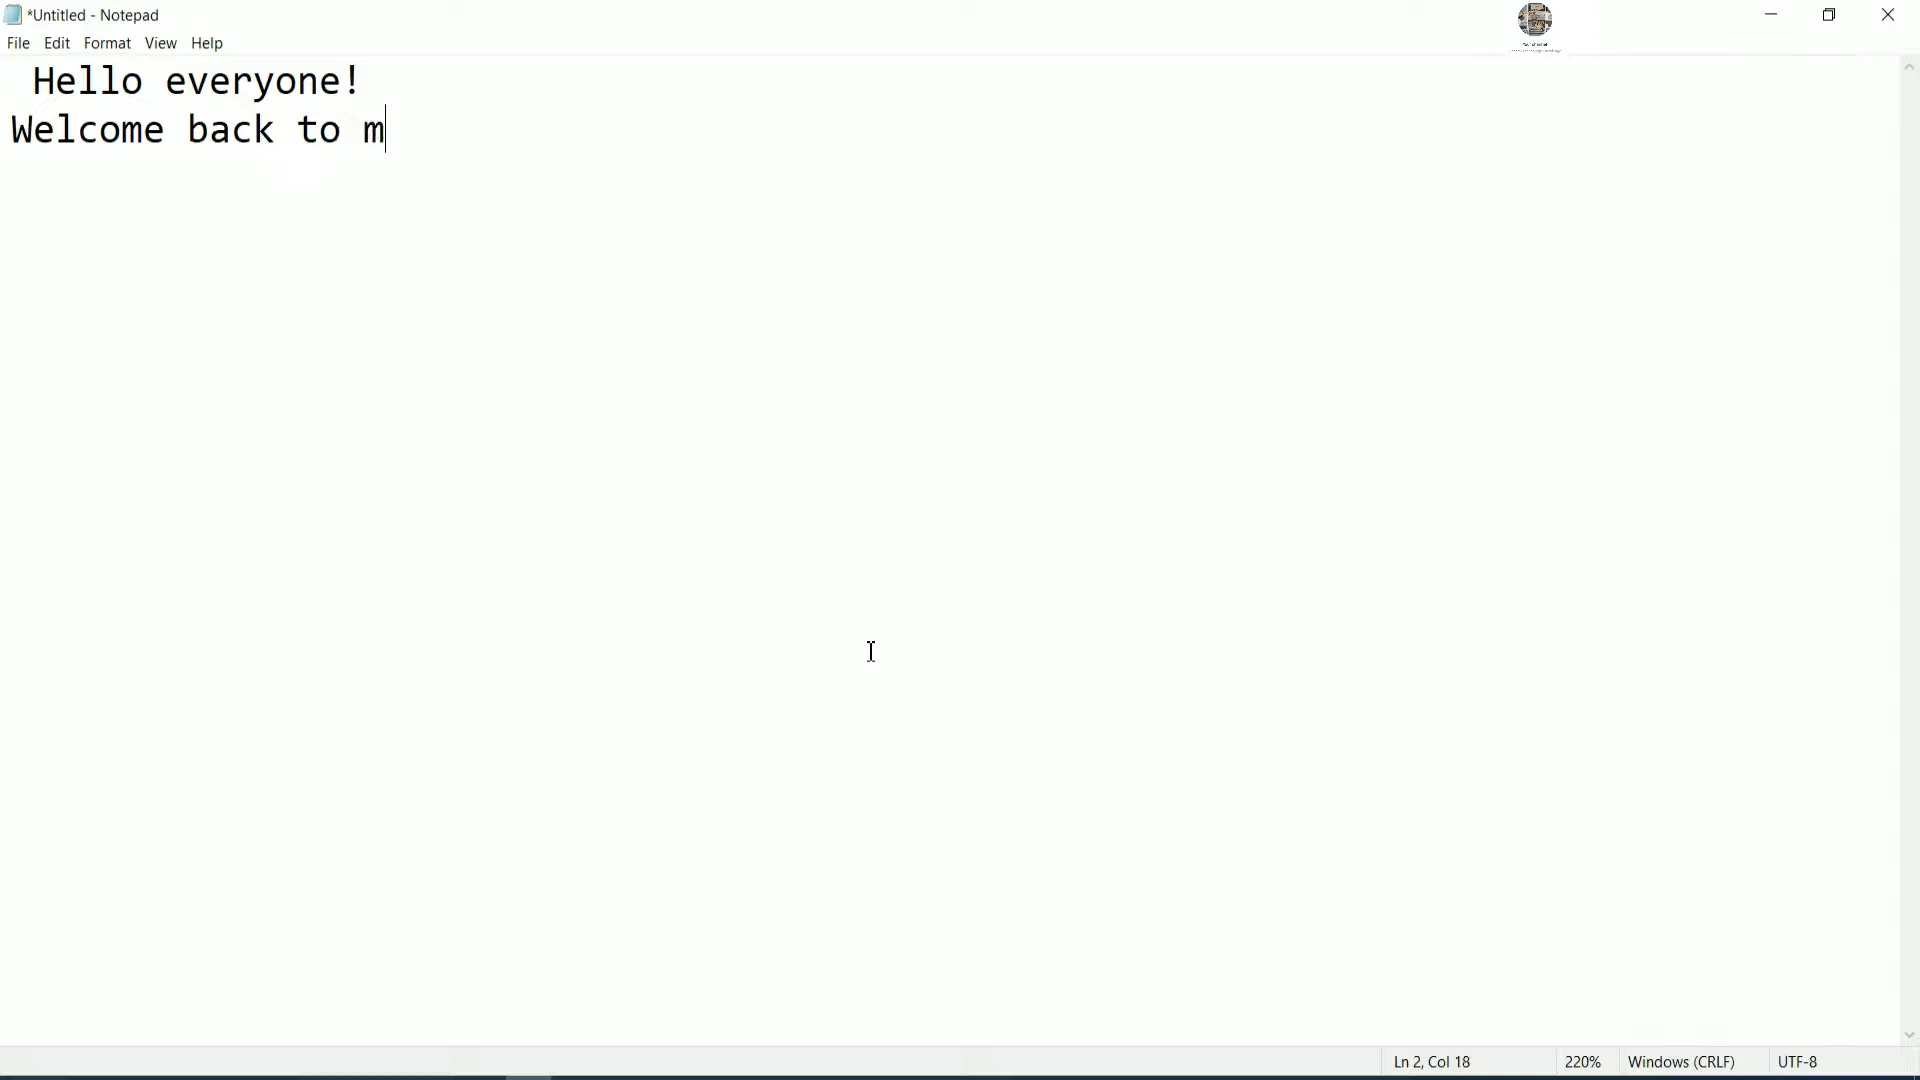 *Untitled - Notepad
File Edit Format View Help
Hello everyone!
Welcome back to m
Ln 2, Col 18 220% Windows (CRLF) UTF-8